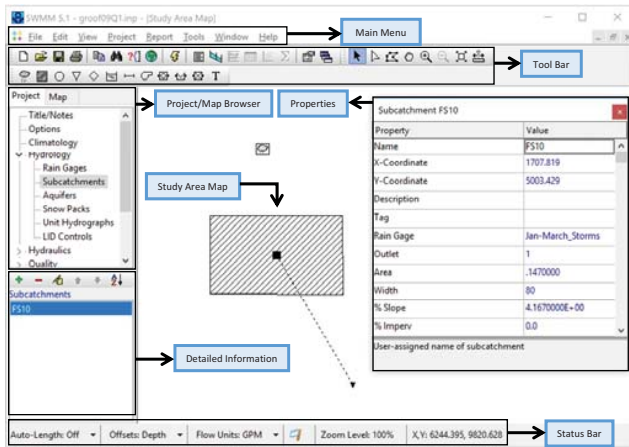 SWMM 5.1 - groof09Q1.inp - [Study Area Map]
File Edit View Project Report Tools Window Help
Main Menu
Tool Bar
T
Project Map
Project/Map Browser
Properties
Title/Notes
Options
Climatology
Hydrology
Rain Gages
Subcatchments
Aquifers
Snow Packs
Unit Hydrographs
LID Controls
Hydraulics
Quality
Study Area Map
Subcatchment FS10
Property Value
Name FS10
X-Coordinate 1707.819
Y-Coordinate 5003.429
Description
Tag
Rain Gage Jan-March_Storms
Outlet 1
Area .1470000
Width 80
% Slope 4.1670000E+00
% Imperv 0.0
User-assigned name of subcatchment
Subcatchments
FS10
Detailed Information
Auto-Length: Off Offsets: Depth Flow Units: GPM Zoom Level: 100% X,Y: 6244.395, 9820.628
Status Bar